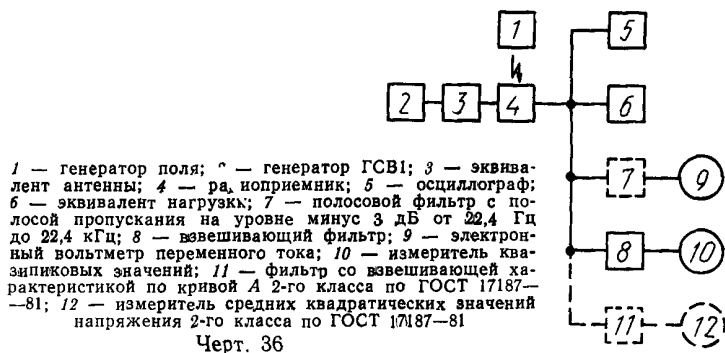 1
5
2
3
4
6
7
9
8
10
11
12
1 — генератор поля; " — генератор ГСВ1; 3 — эквива-
лент антенны; 4 — радиоприемник; 5 — осциллограф;
6 — эквивалент нагрузки; 7 — полосовой фильтр с по-
лосой пропускания на уровне минус 3 дБ от 22,4 Гц
до 22,4 кГц; 8 — взвешивающий фильтр; 9 — электрон-
ный вольтметр переменного тока; 10 — измеритель ква-
зипиковых значений; 11 — фильтр со взвешивающей ха-
рактеристикой по кривой А 2-го класса по ГОСТ 17187—
—81; 12 — измеритель средних квадратических значений
напряжения 2-го класса по ГОСТ 17187—81
Черт. 36